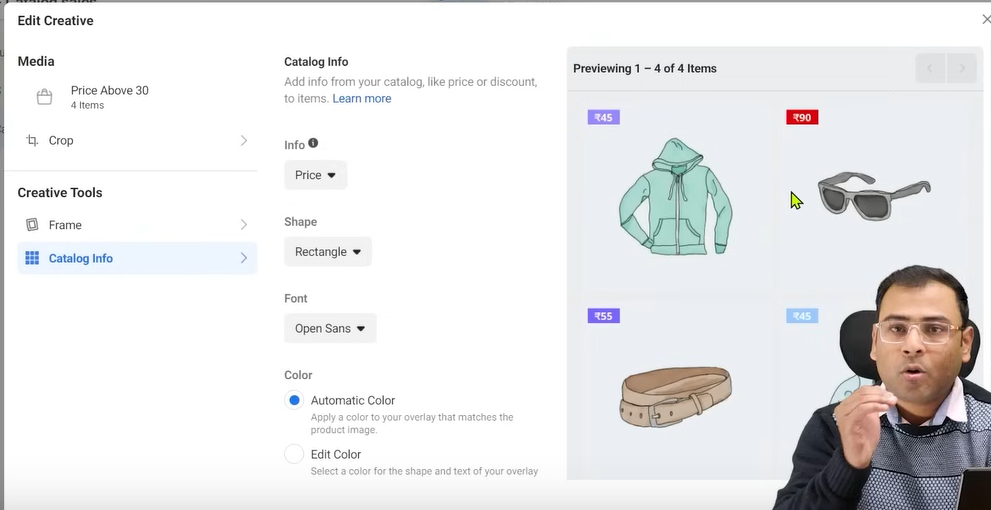 Edit Creative
Media
Price Above 30
4 Items
Crop
Creative Tools
Frame
Catalog Info
Catalog Info
Add info from your catalog, like price or discount,
to items. Learn more
Info
Price
Shape
Rectangle
Font
Open Sans
Color
Automatic Color
Apply a color to your overlay that matches the
product image.
Edit Color
Select a color for the shape and text of your overlay
Previewing 1 – 4 of 4 Items
₹45
₹90
₹55
₹45